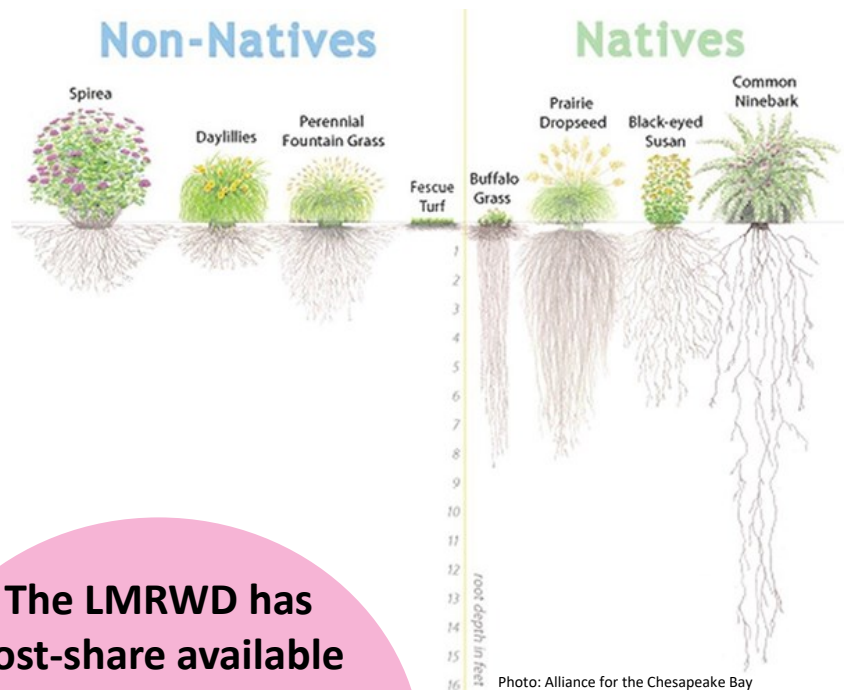 Non-Natives
Natives
Spirea
Daylillies
Perennial
Fountain Grass
Fescue
Turf
Buffalo
Grass
Prairie
Dropseed
Black-eyed
Susan
Common
Ninebark
1
2
3
4
5
6
7
8
9
10
11
12
13
14
15
16
root depth in feet
The LMRWD has
ost-share available
Photo: Alliance for the Chesapeake Bay